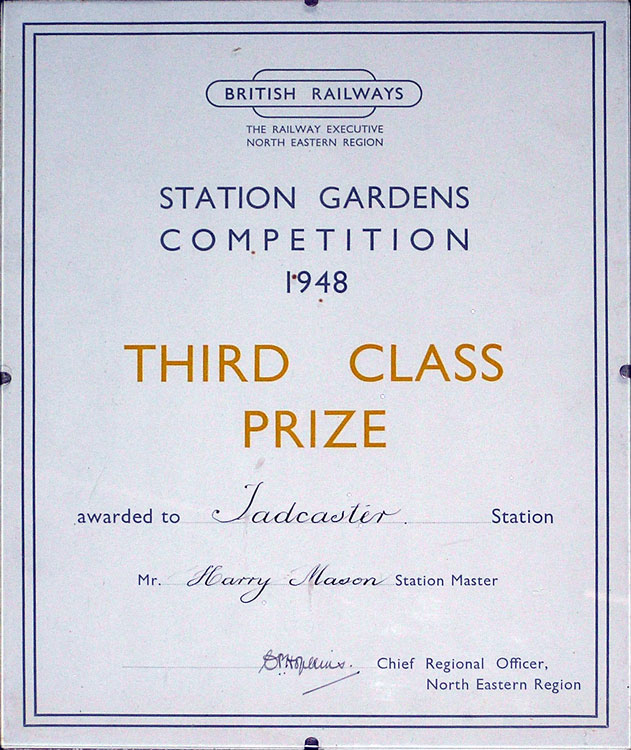 BRITISH RAILWAYS
THE RAILWAY EXECUTIVE
NORTH EASTERN REGION
STATION GARDENS
COMPETITION
1948
THIRD CLASS
PRIZE
awarded to Tadcaster Station
Mr. Harry Mason Station Master
Hopkins. Chief Regional Officer,
North Eastern Region